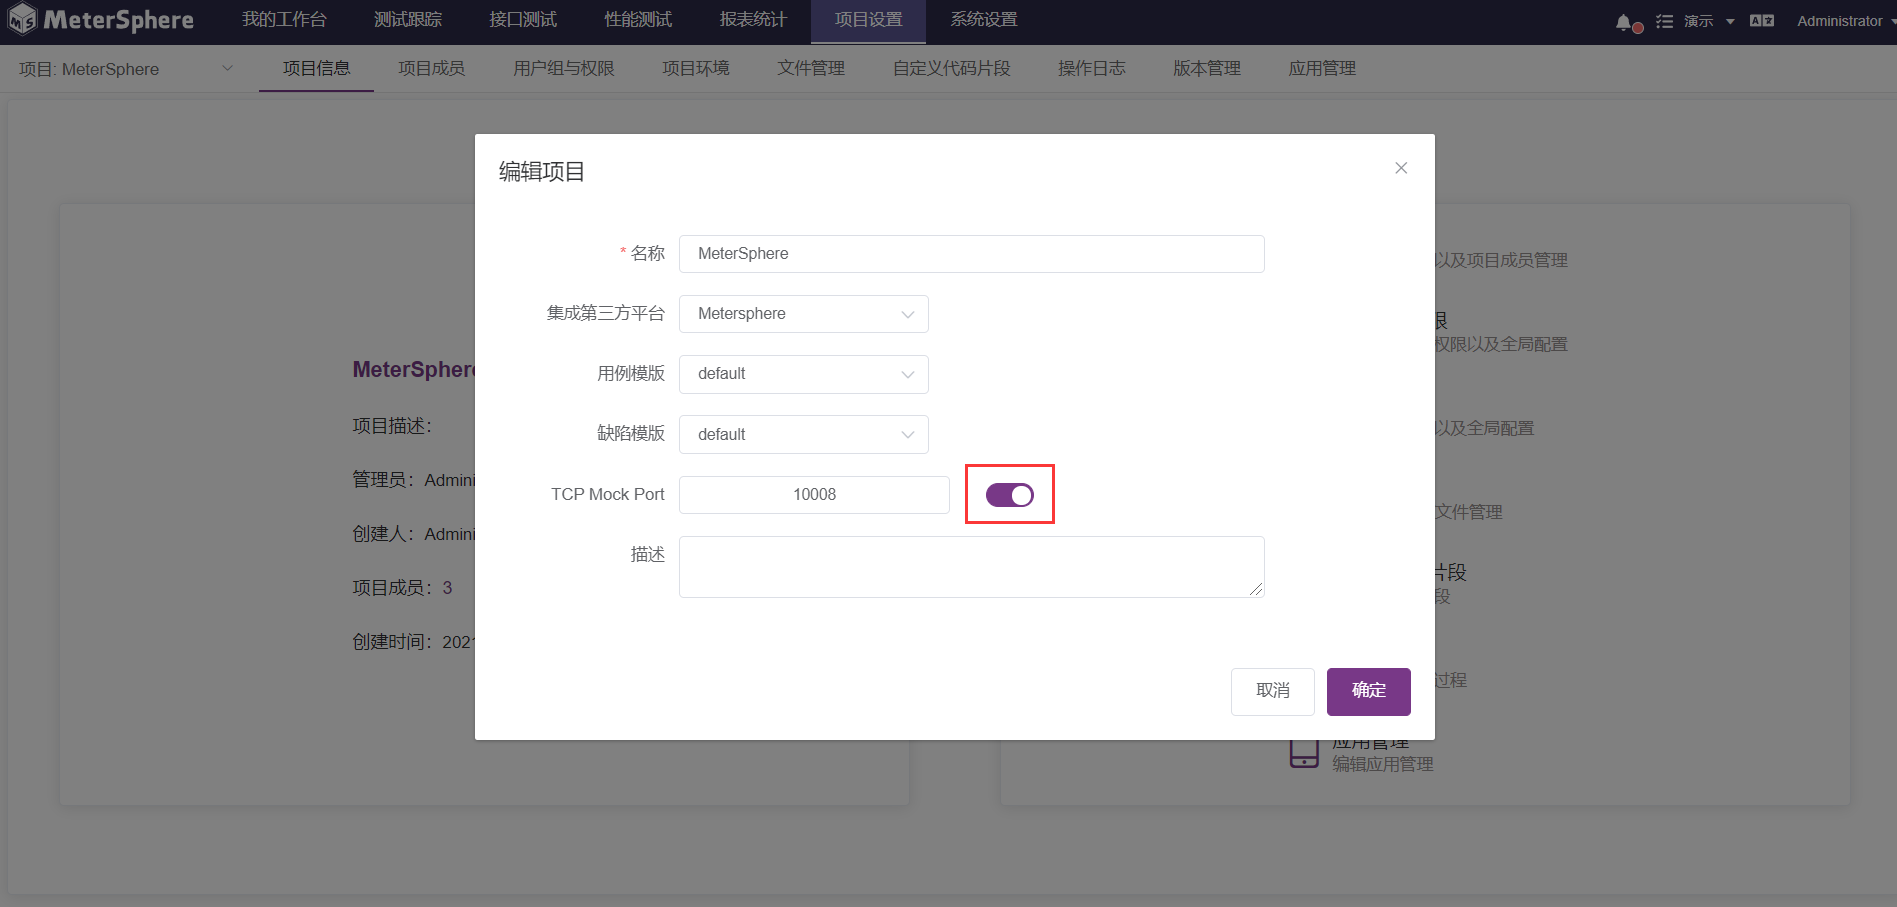 MeterSphere 我的工作台 测试跟踪 接口测试 性能测试 报表统计 项目设置 系统设置 演示 Administrator
项目: MeterSphere 项目信息 项目成员 用户组与权限 项目环境 文件管理 自定义代码片段 操作日志 版本管理 应用管理
编辑项目
* 名称 MeterSphere
集成第三方平台 Metersphere
用例模版 default
缺陷模版 default
TCP Mock Port 10008
描述
取消 确定
MeterSphere
项目描述：
管理员：Admini
创建人：Admini
项目成员：3
创建时间：2021
以及项目成员管理
限
权限以及全局配置
以及全局配置
文件管理
片段
段
过程
应用管理
编辑应用管理